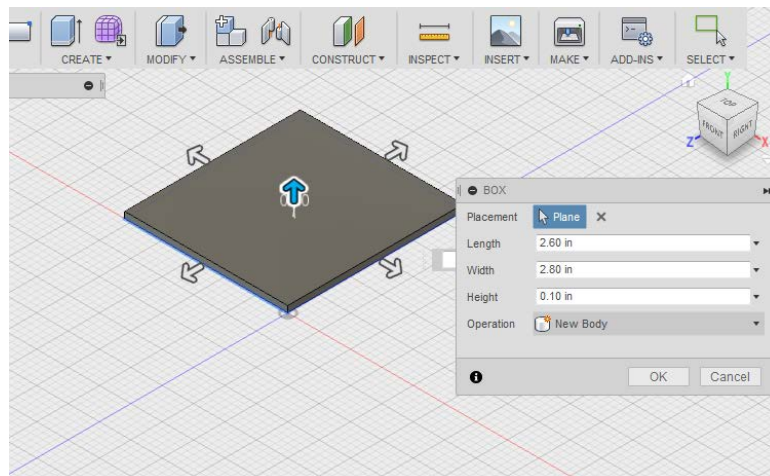 CREATE ▾ MODIFY ▾ ASSEMBLE ▾ CONSTRUCT ▾ INSPECT ▾ INSERT ▾ MAKE ▾ ADD-INS ▾ SELECT ▾
Y
TOP
FRONT RIGHT
Z X
BOX
Placement Plane
Length 2.60 in
Width 2.80 in
Height 0.10 in
Operation New Body
OK Cancel